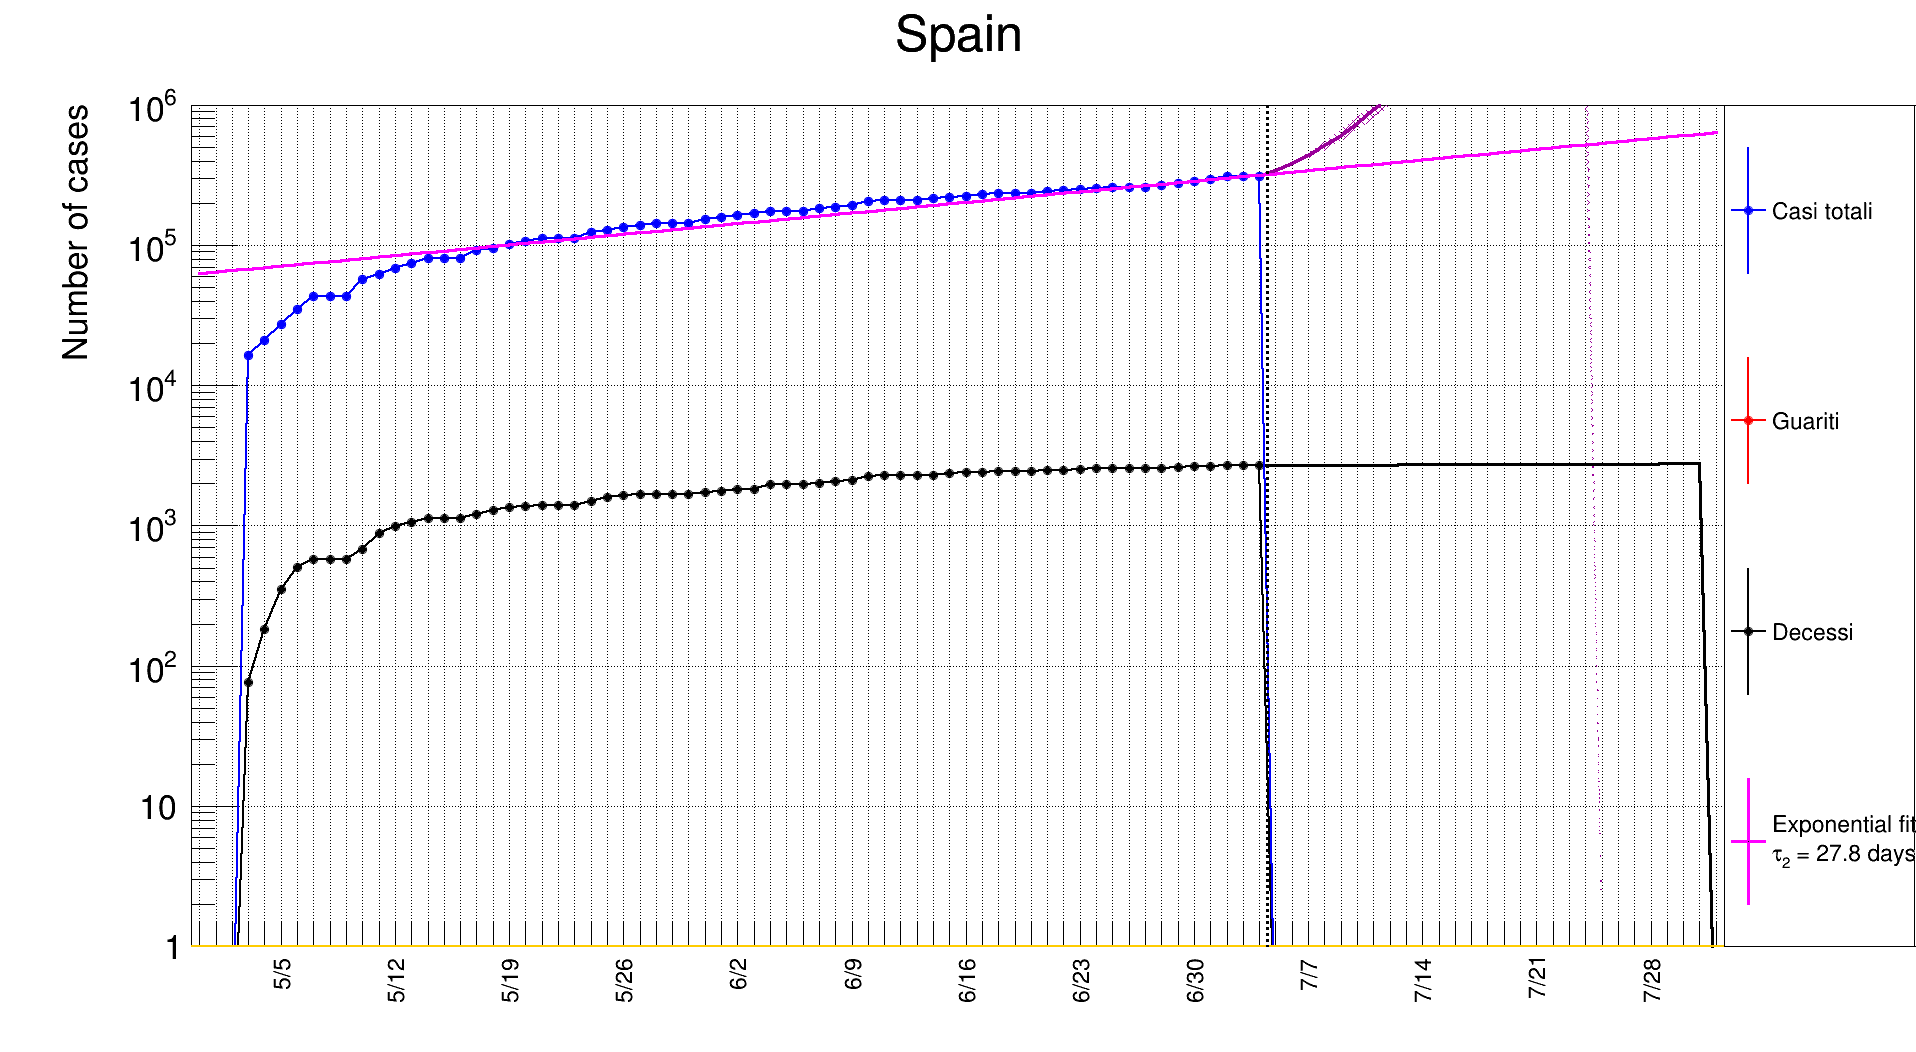 Spain
Number of cases
10^6
10^5
10^4
10^3
10^2
10
1
5/5
5/12
5/19
5/26
6/2
6/9
6/16
6/23
6/30
7/7
7/14
7/21
7/28
Casi totali
Guariti
Decessi
Exponential fit
τ_2 = 27.8 days